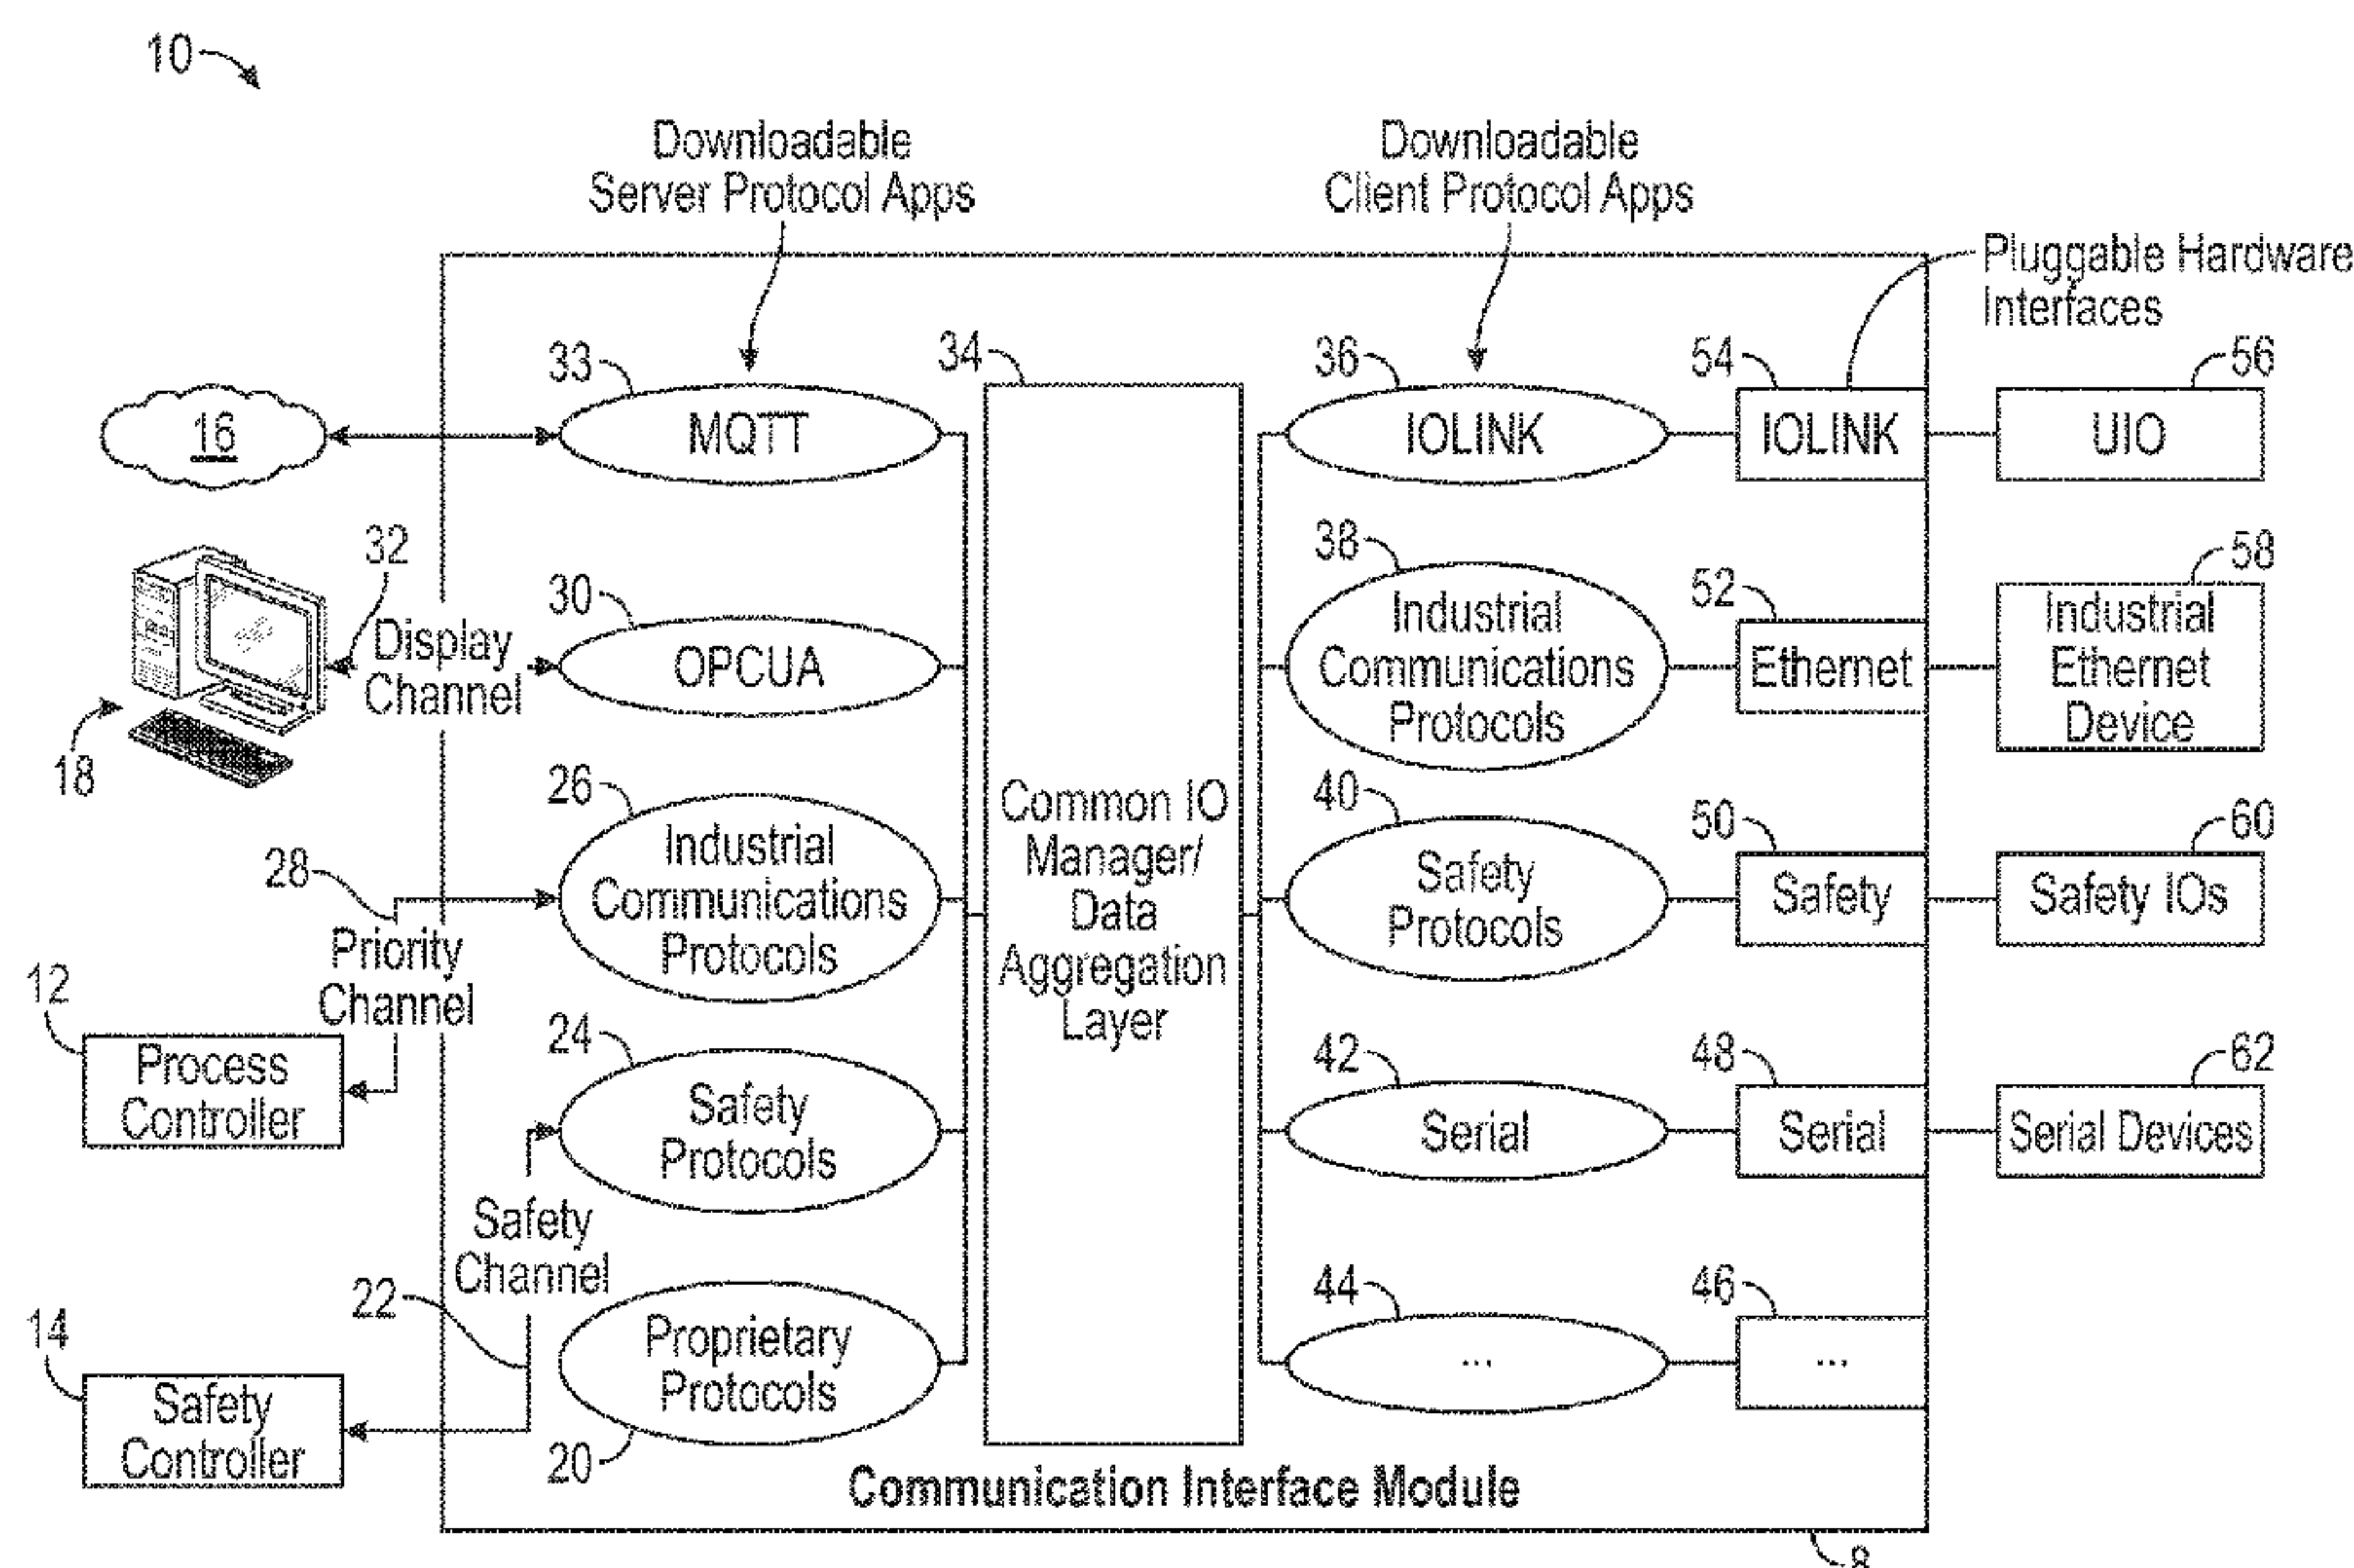 10
Downloadable
Server Protocol Apps
Downloadable
Client Protocol Apps
Pluggable Hardware
Interfaces
33
34
36
54
56
16
MQTT
IOLINK
IOLINK
UIO
32
30
38
52
58
Display
Channel
OPCUA
Industrial
Communications
Protocols
Ethernet
Industrial
Ethernet
Device
18
26
40
50
60
28
Industrial
Communications
Protocols
Common IO
Manager/
Data
Aggregation
Layer
Safety
Protocols
Safety
Safety IOs
Priority
Channel
12
24
42
48
62
Process
Controller
Safety
Protocols
Serial
Serial
Serial Devices
Safety
Channel
22
44
46
14
Proprietary
Protocols
...
...
Safety
Controller
20
Communication Interface Module
8